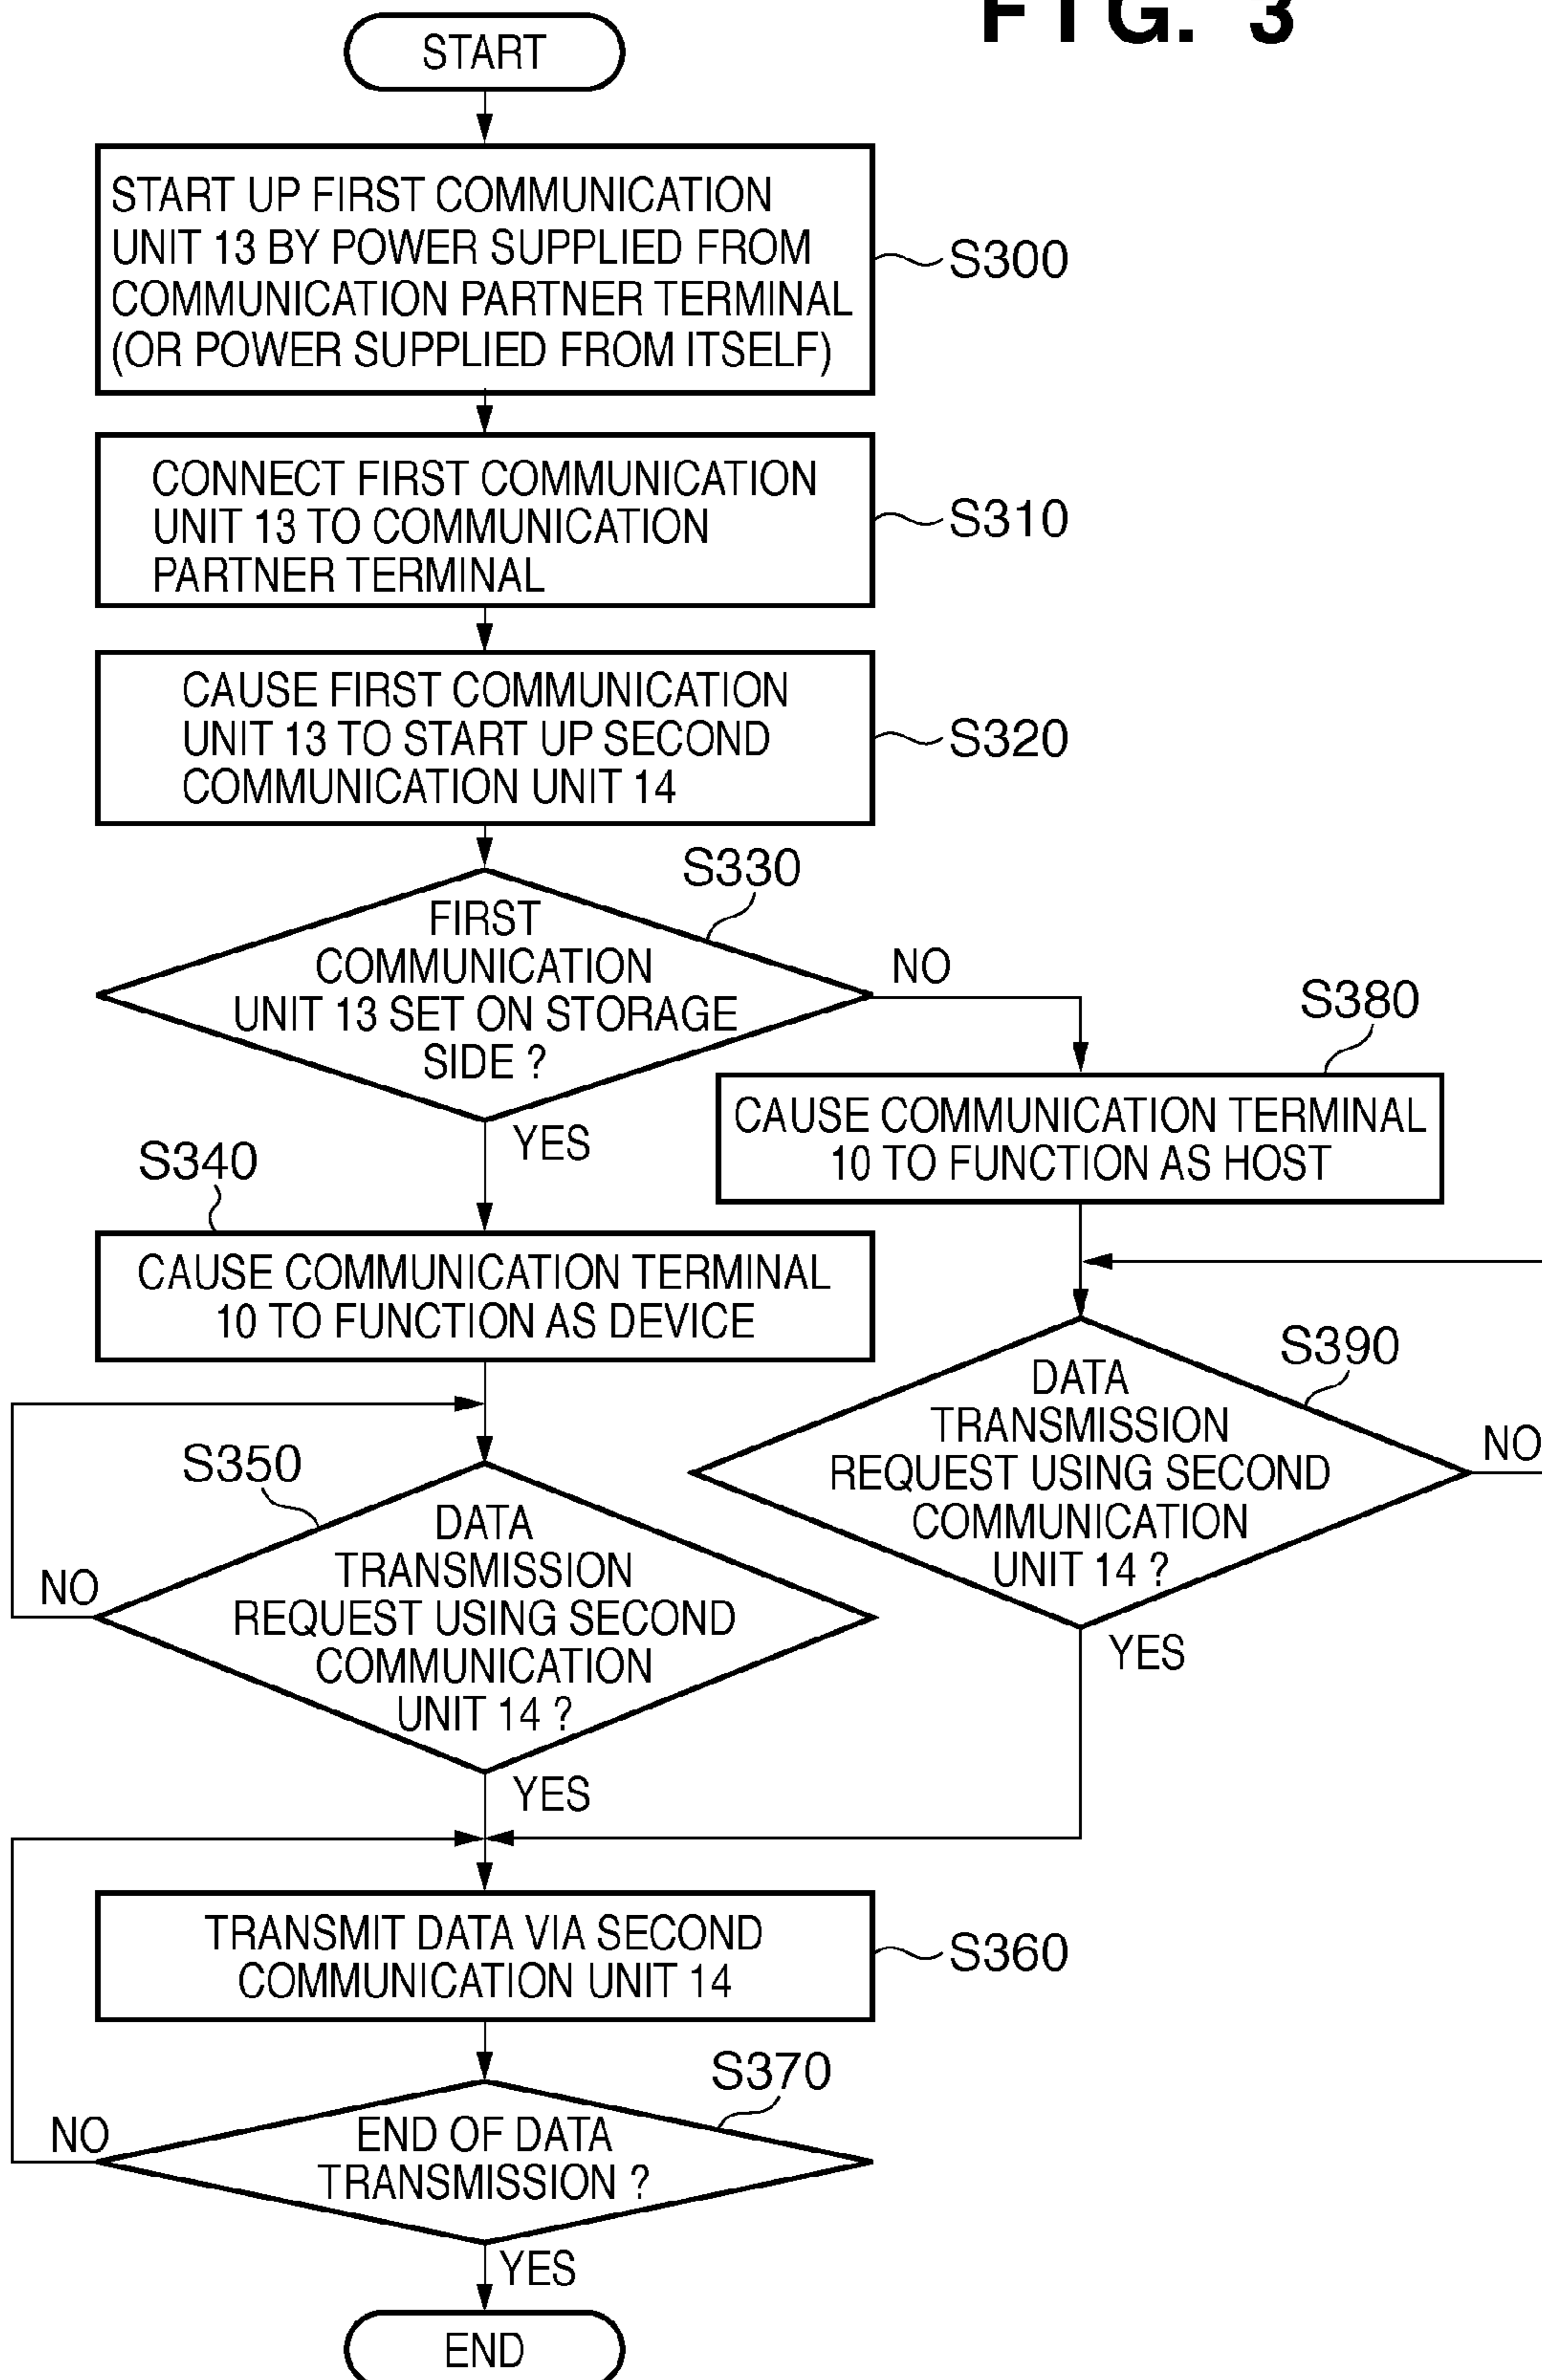 FIG. 3
START
START UP FIRST COMMUNICATION
UNIT 13 BY POWER SUPPLIED FROM
COMMUNICATION PARTNER TERMINAL
(OR POWER SUPPLIED FROM ITSELF)
S300
CONNECT FIRST COMMUNICATION
UNIT 13 TO COMMUNICATION
PARTNER TERMINAL
S310
CAUSE FIRST COMMUNICATION
UNIT 13 TO START UP SECOND
COMMUNICATION UNIT 14
S320
S330
FIRST
COMMUNICATION
UNIT 13 SET ON STORAGE
SIDE ?
NO
YES
S380
CAUSE COMMUNICATION TERMINAL
10 TO FUNCTION AS HOST
S340
CAUSE COMMUNICATION TERMINAL
10 TO FUNCTION AS DEVICE
S390
DATA
TRANSMISSION
REQUEST USING SECOND
COMMUNICATION
UNIT 14 ?
NO
YES
S350
DATA
TRANSMISSION
REQUEST USING SECOND
COMMUNICATION
UNIT 14 ?
NO
YES
TRANSMIT DATA VIA SECOND
COMMUNICATION UNIT 14
S360
S370
END OF DATA
TRANSMISSION ?
NO
YES
END